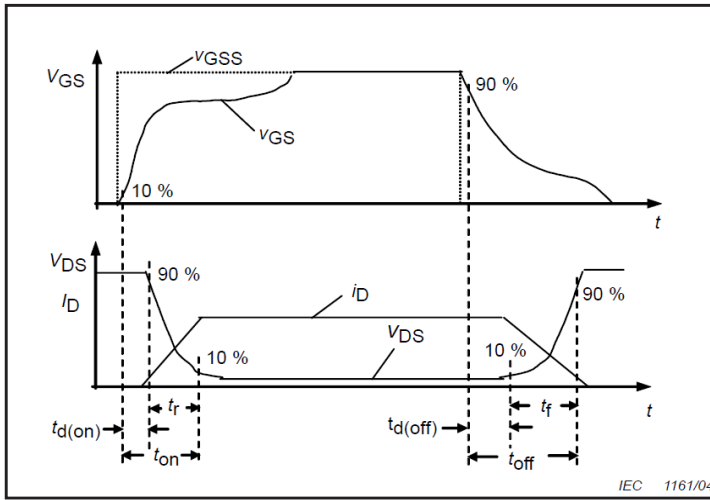 VGSS
VGS
90 %
VGS
10 %
t
VDS
90 %
ID
iD
90 %
VDS
10 %
10 %
tr
tf
t
td(on)
td(off)
ton
toff
IEC 1161/04